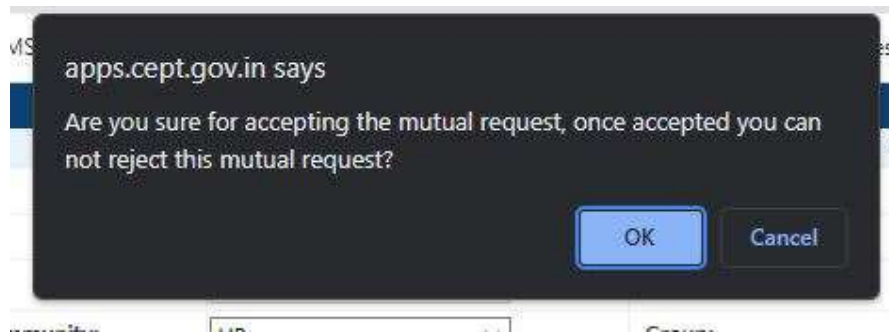 MS
apps.cept.gov.in says
Are you sure for accepting the mutual request, once accepted you can
not reject this mutual request?
OK Cancel